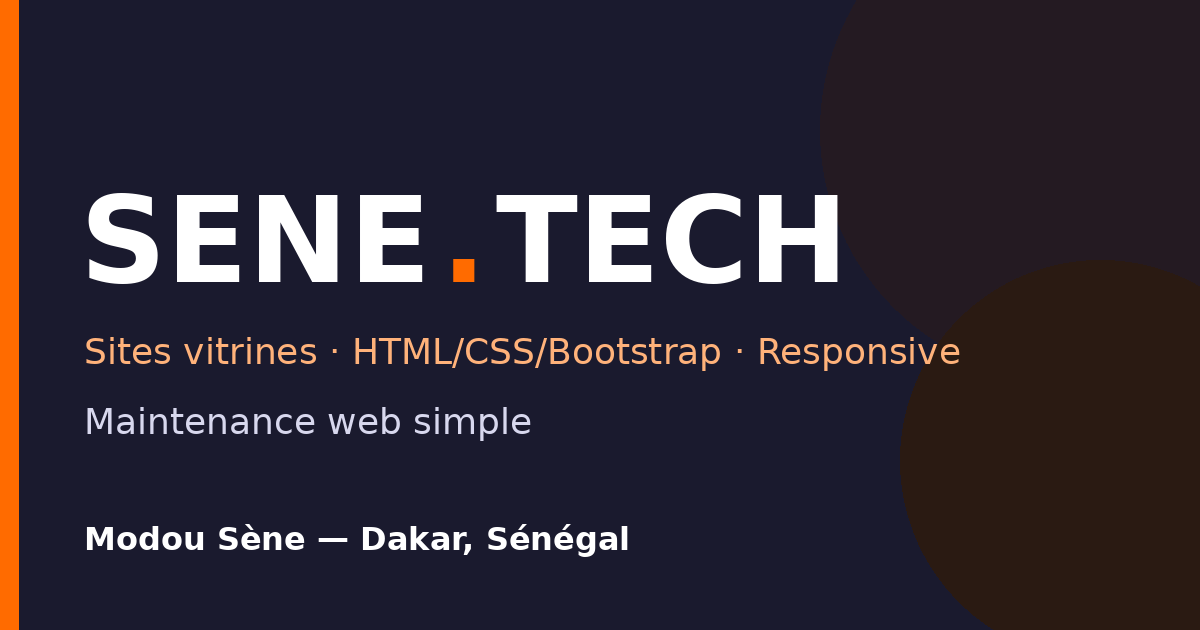 SENE.TECH
Sites vitrines · HTML/CSS/Bootstrap · Responsive
Maintenance web simple
Modou Sène — Dakar, Sénégal